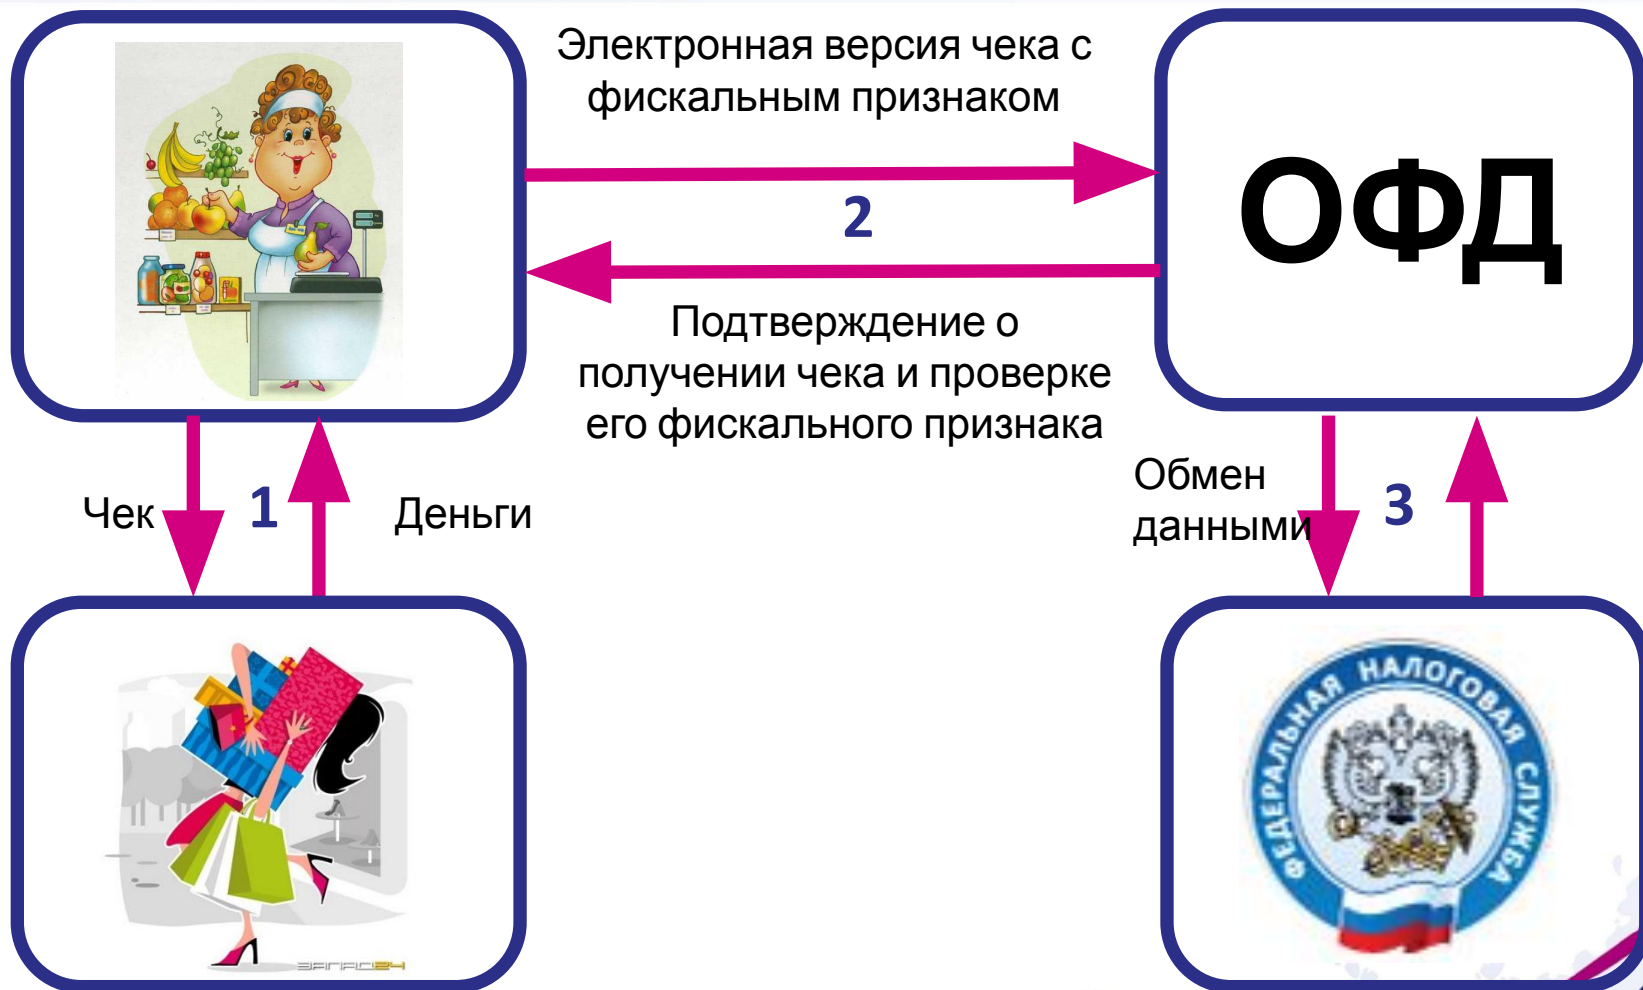 Электронная версия чека с
фискальным признаком
2
ОФД
Подтверждение о
получении чека и проверке
его фискального признака
Чек
1
Деньги
Обмен
данными
3
ЗАПАД24
ФЕДЕРАЛЬНАЯ НАЛОГОВАЯ СЛУЖБА